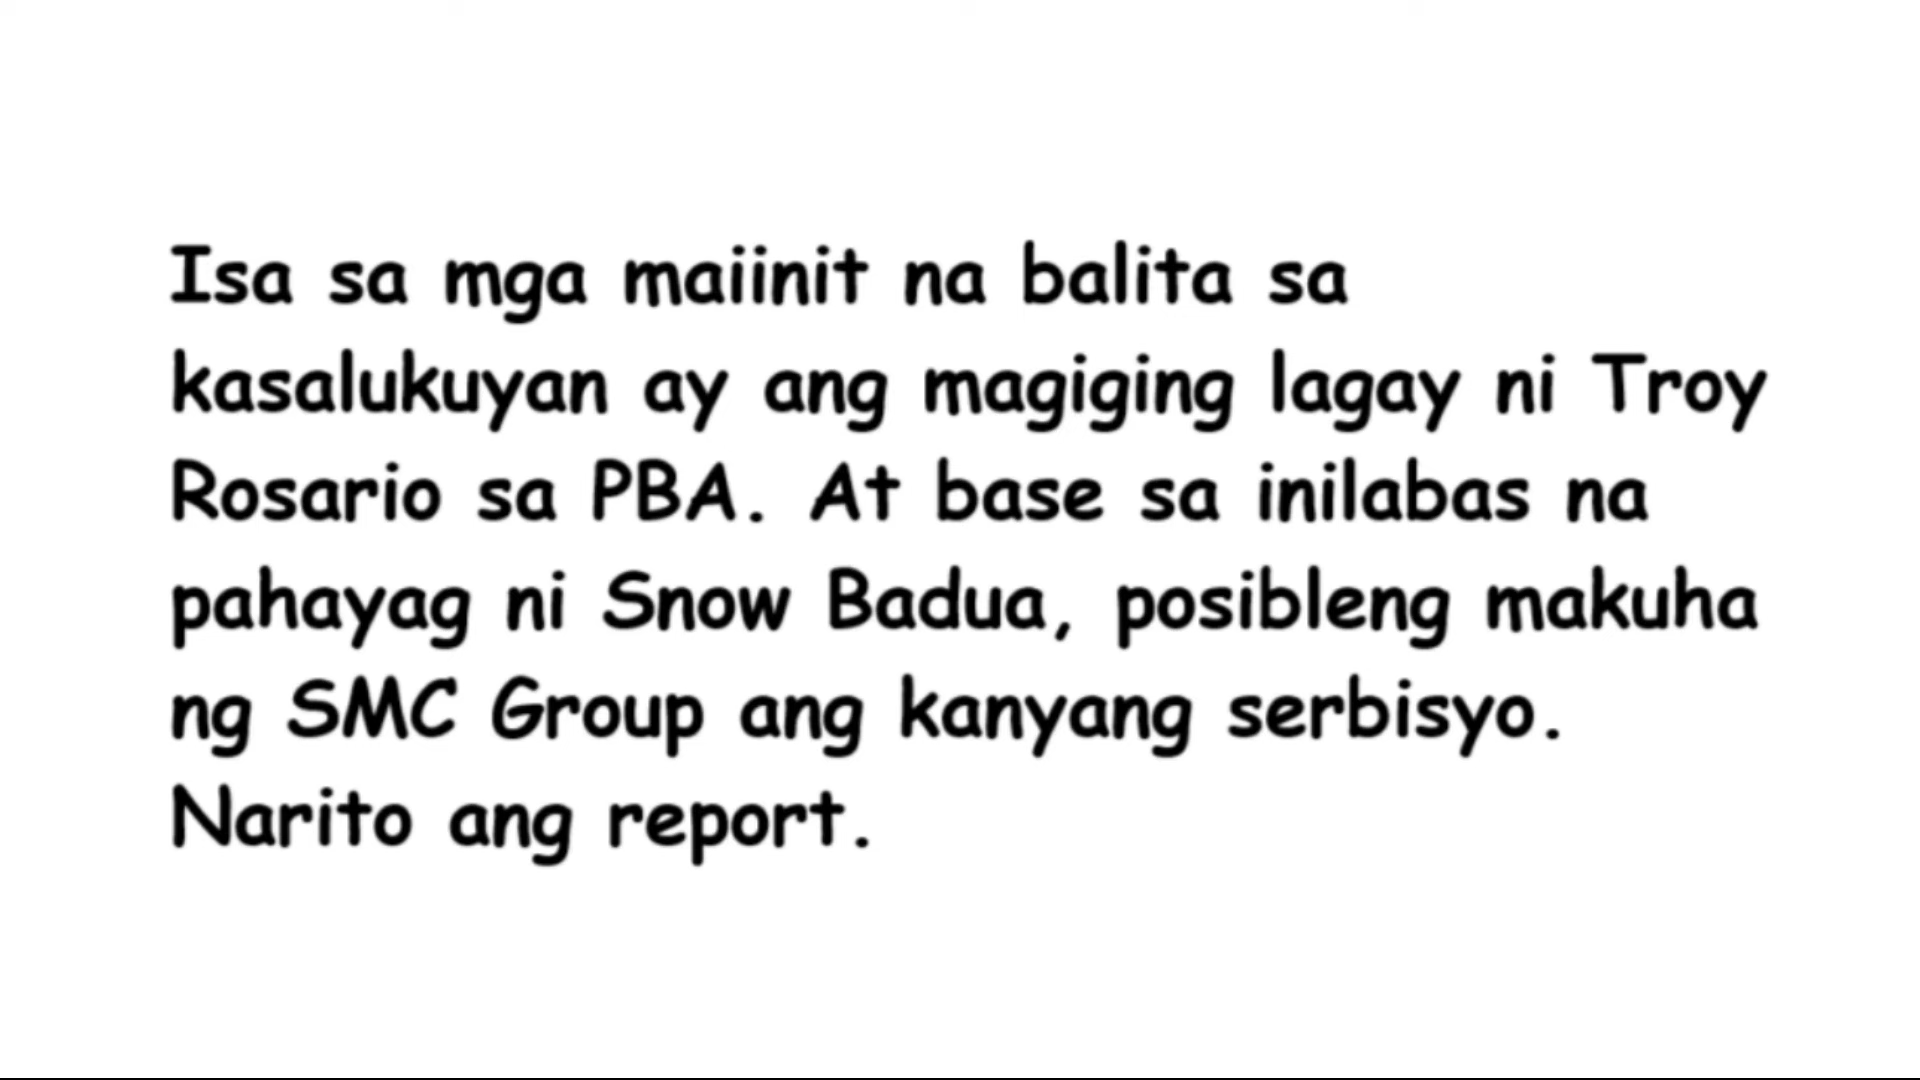 Isa sa mga maiinit na balita sa
kasalukuyan ay ang magiging lagay ni Troy
Rosario sa PBA. At base sa inilabas na
pahayag ni Snow Badua, posibleng makuha
ng SMC Group ang kanyang serbisyo.
Narito ang report.